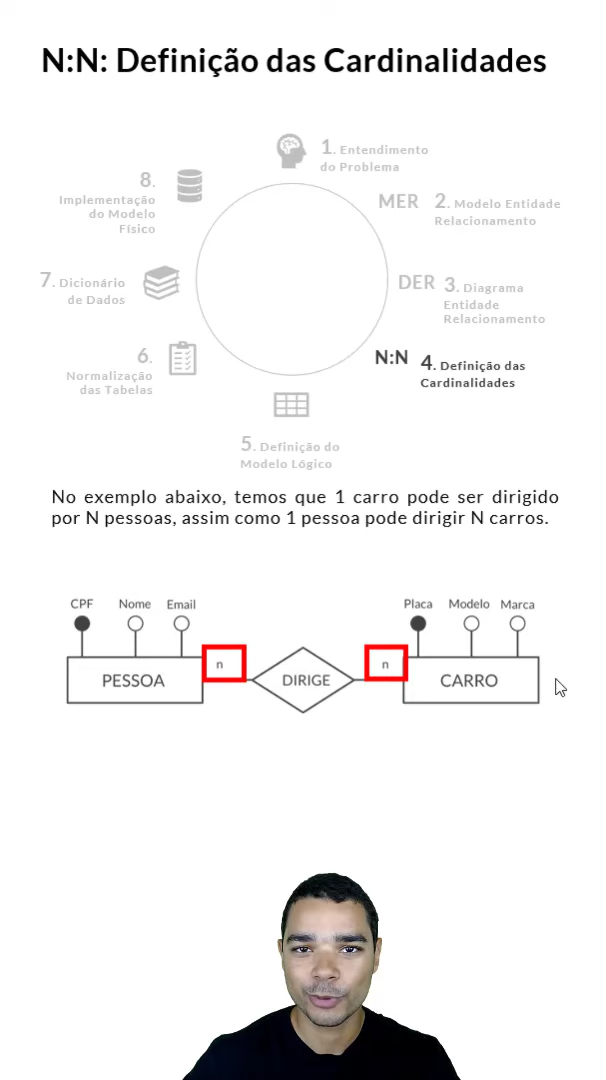 N:N: Definição das Cardinalidades
1. Entendimento
do Problema
MER 2. Modelo Entidade
Relacionamento
DER 3. Diagrama
Entidade
Relacionamento
N:N 4. Definição das
Cardinalidades
5. Definição do
Modelo Lógico
6.
Normalização
das Tabelas
7. Dicionário
de Dados
8.
Implementação
do Modelo
Físico
No exemplo abaixo, temos que 1 carro pode ser dirigido
por N pessoas, assim como 1 pessoa pode dirigir N carros.
CPF Nome Email
Placa Modelo Marca
n
n
PESSOA
DIRIGE
CARRO